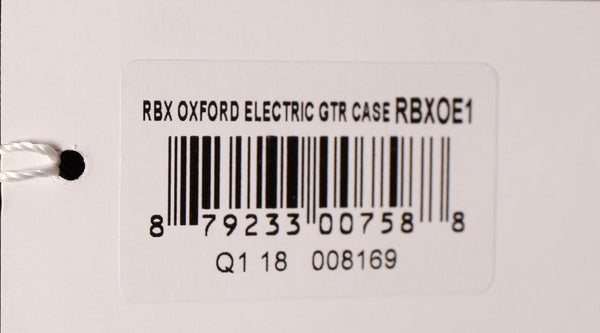 RBX OXFORD ELECTRIC GTR CASE RBXOE1
8 79233 00758 8
Q1 18 008169